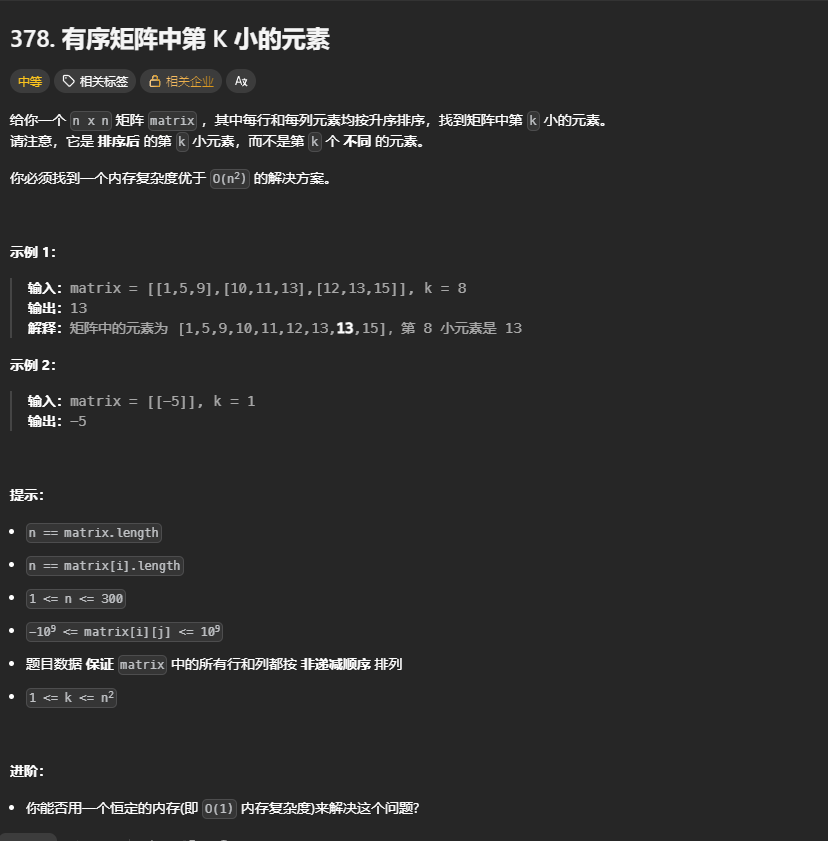 378. 有序矩阵中第 K 小的元素
中等 相关标签 相关企业 Ax
给你一个 n x n 矩阵 matrix ，其中每行和每列元素均按升序排序，找到矩阵中第 k 小的元素。
请注意，它是 排序后 的第 k 小元素，而不是第 k 个 不同 的元素。
你必须找到一个内存复杂度优于 O(n²) 的解决方案。
示例 1：
输入：matrix = [[1,5,9],[10,11,13],[12,13,15]], k = 8
输出：13
解释：矩阵中的元素为 [1,5,9,10,11,12,13,13,15]，第 8 小元素是 13
示例 2：
输入：matrix = [[-5]], k = 1
输出：-5
提示：
n == matrix.length
n == matrix[i].length
1 <= n <= 300
-10⁹ <= matrix[i][j] <= 10⁹
题目数据 保证 matrix 中的所有行和列都按 非递减顺序 排列
1 <= k <= n²
进阶：
你能否用一个恒定的内存(即 O(1) 内存复杂度)来解决这个问题?